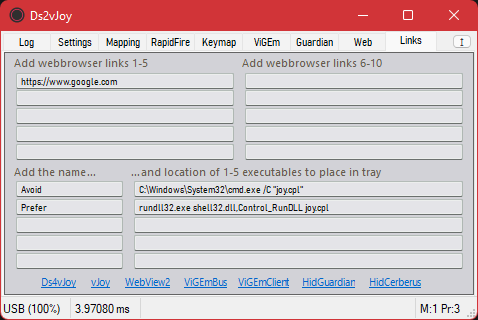 Ds2vJoy
Log Settings Mapping RapidFire Keymap ViGEm Guardian Web Links
Add webbrowser links 1-5 Add webbrowser links 6-10
https://www.google.com
Add the name... ...and location of 1-5 executables to place in tray
Avoid C:\Windows\System32\cmd.exe /C "joy.cpl"
Prefer rundll32.exe shell32.dll,Control_RunDLL joy.cpl
Ds4vJoy vJoy WebView2 ViGEmBus ViGEmClient HidGuardian HidCerberus
USB (100%) 3.97080 ms M:1 Pr:3